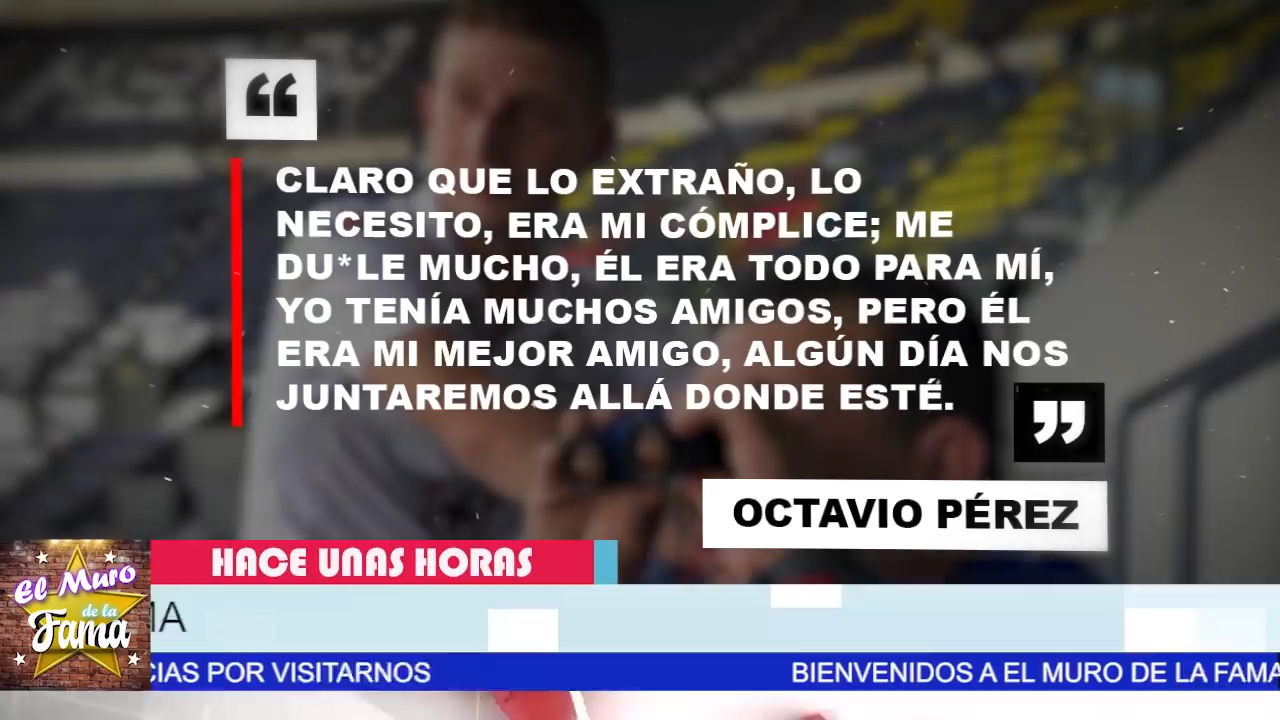 “
CLARO QUE LO EXTRAÑO, LO
NECESITO, ERA MI CÓMPLICE; ME
DU*LE MUCHO, ÉL ERA TODO PARA MÍ,
YO TENÍA MUCHOS AMIGOS, PERO ÉL
ERA MI MEJOR AMIGO, ALGÚN DÍA NOS
JUNTAREMOS ALLÁ DONDE ESTÉ.
”
OCTAVIO PÉREZ
HACE UNAS HORAS
El Muro
de la
Fama
MA
CIAS POR VISITARNOS BIENVENIDOS A EL MURO DE LA FAMA